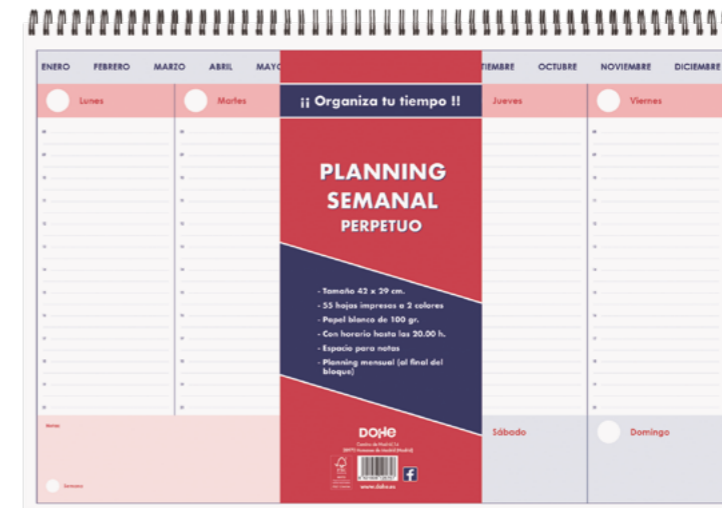 ENERO FEBRERO MARZO ABRIL MAYO TIEMBRE OCTUBRE NOVIEMBRE DICIEMBRE
Lunes Martes ¡¡ Organiza tu tiempo !! Jueves Viernes
PLANNING
SEMANAL
PERPETUO
- Tamaño 42 x 29 cm.
- 55 hojas impresas a 2 colores
- Papel blanco de 100 gr.
- Con horario hasta las 20.00 h.
- Espacio para notas
- Planning mensual (al final del
bloque)
Notas
DOHE
Sábado Domingo
Semana
www.dohe.es